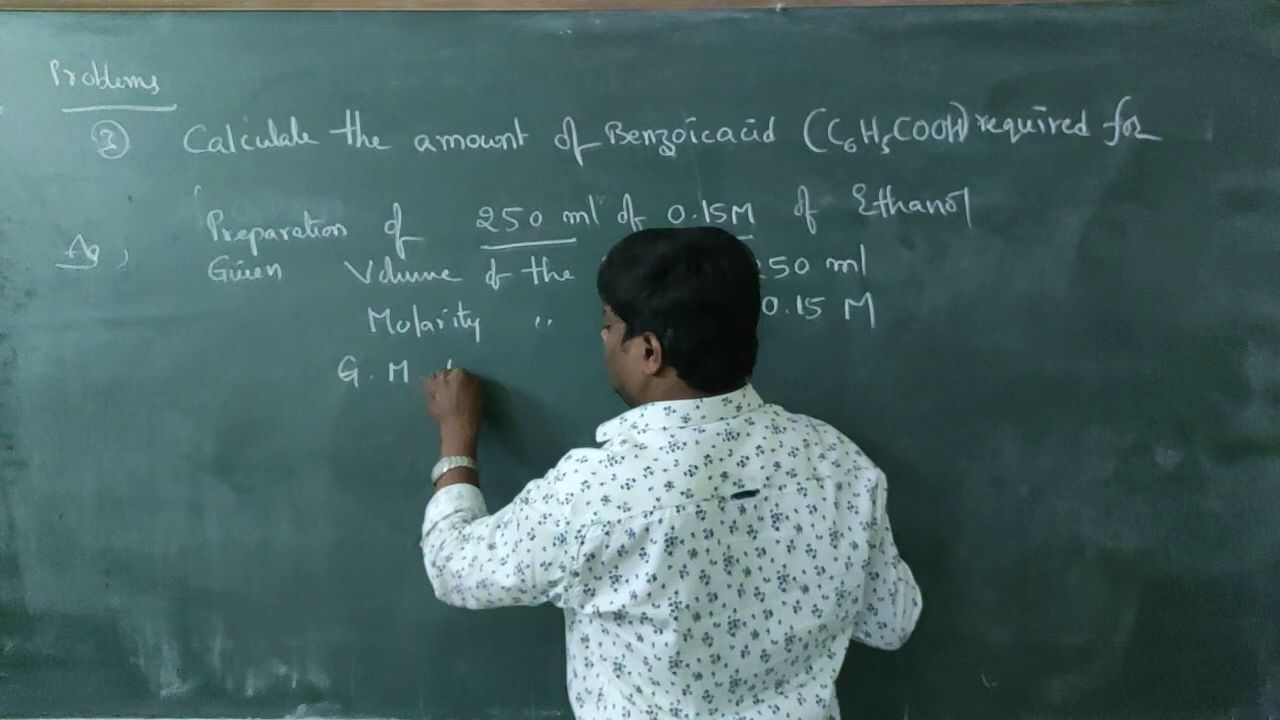 Problems
③ Calculate the amount of Benzoicacid (C₆H₅COOH) required for
Preparation of 250 ml of 0.15M of Ethanol
Given Volume of the 250 ml
Molarity " 0.15 M
G. M